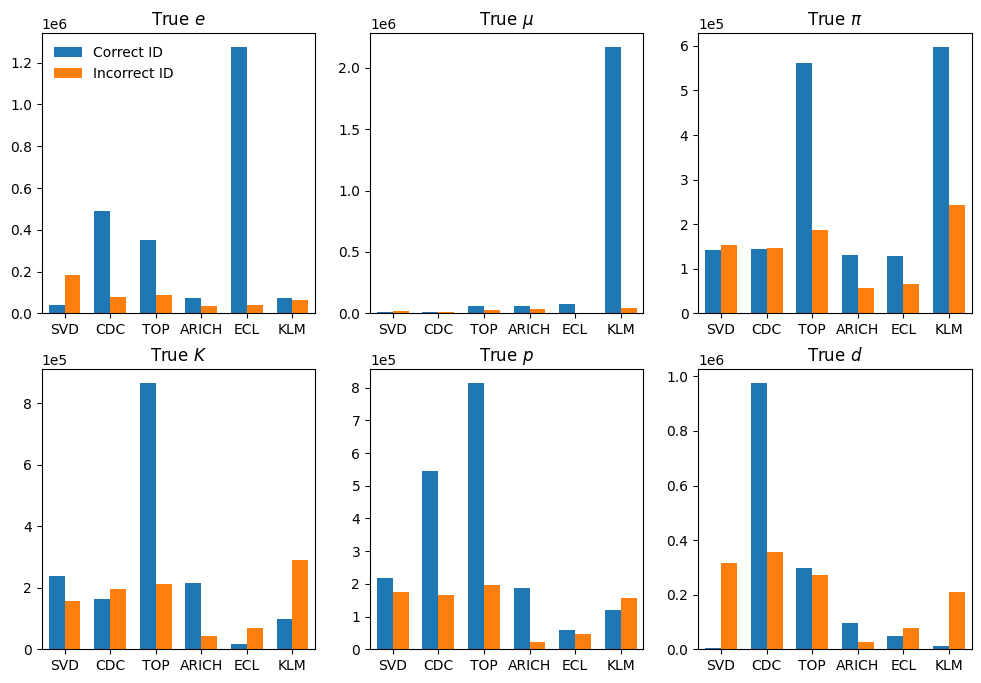 True e
1e6
Correct ID
Incorrect ID
1.2
1.0
0.8
0.6
0.4
0.2
0.0
SVD CDC TOP ARICH ECL KLM
True μ
1e6
2.0
1.5
1.0
0.5
0.0
SVD CDC TOP ARICH ECL KLM
True π
1e5
6
5
4
3
2
1
0
SVD CDC TOP ARICH ECL KLM
True K
1e5
8
6
4
2
0
SVD CDC TOP ARICH ECL KLM
True p
1e5
8
7
6
5
4
3
2
1
0
SVD CDC TOP ARICH ECL KLM
True d
1e6
1.0
0.8
0.6
0.4
0.2
0.0
SVD CDC TOP ARICH ECL KLM